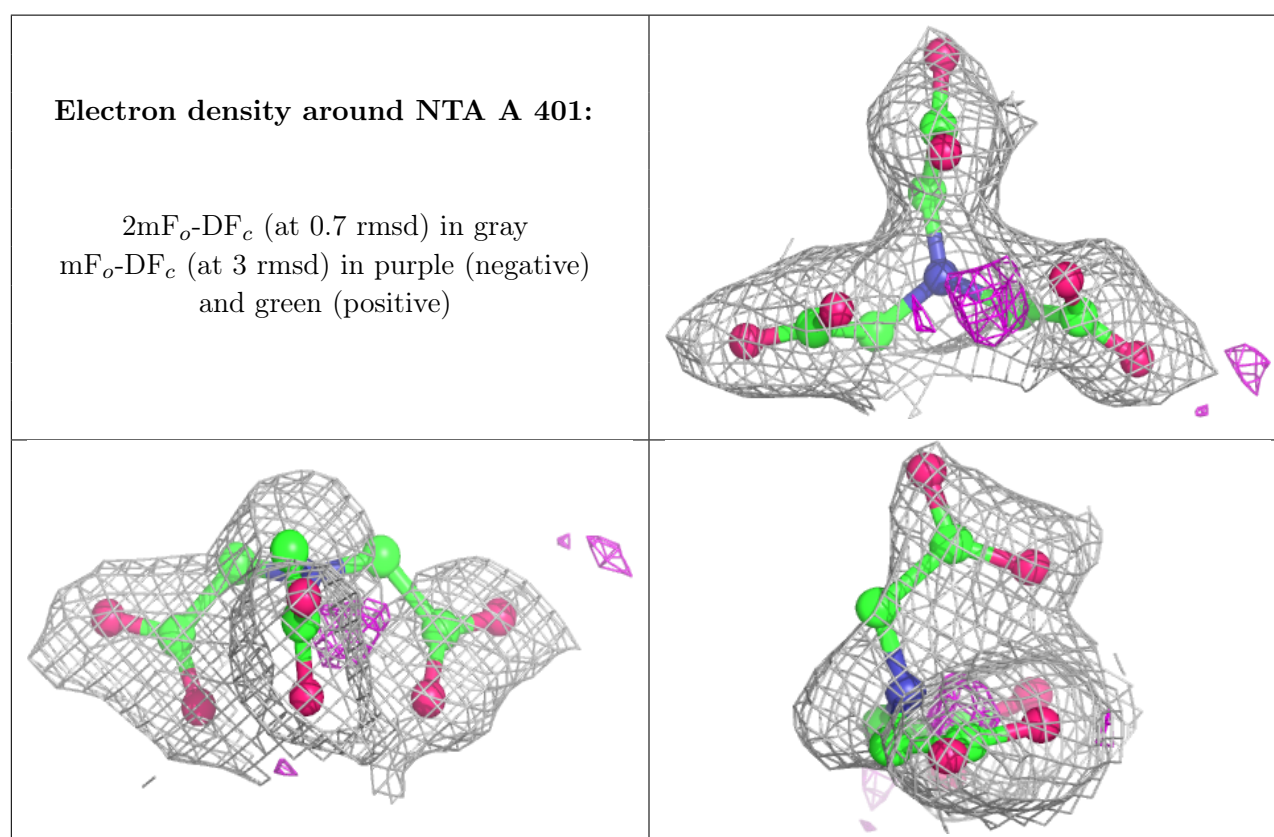 Electron density around NTA A 401:
2mFo-DFc (at 0.7 rmsd) in gray
mFo-DFc (at 3 rmsd) in purple (negative)
and green (positive)